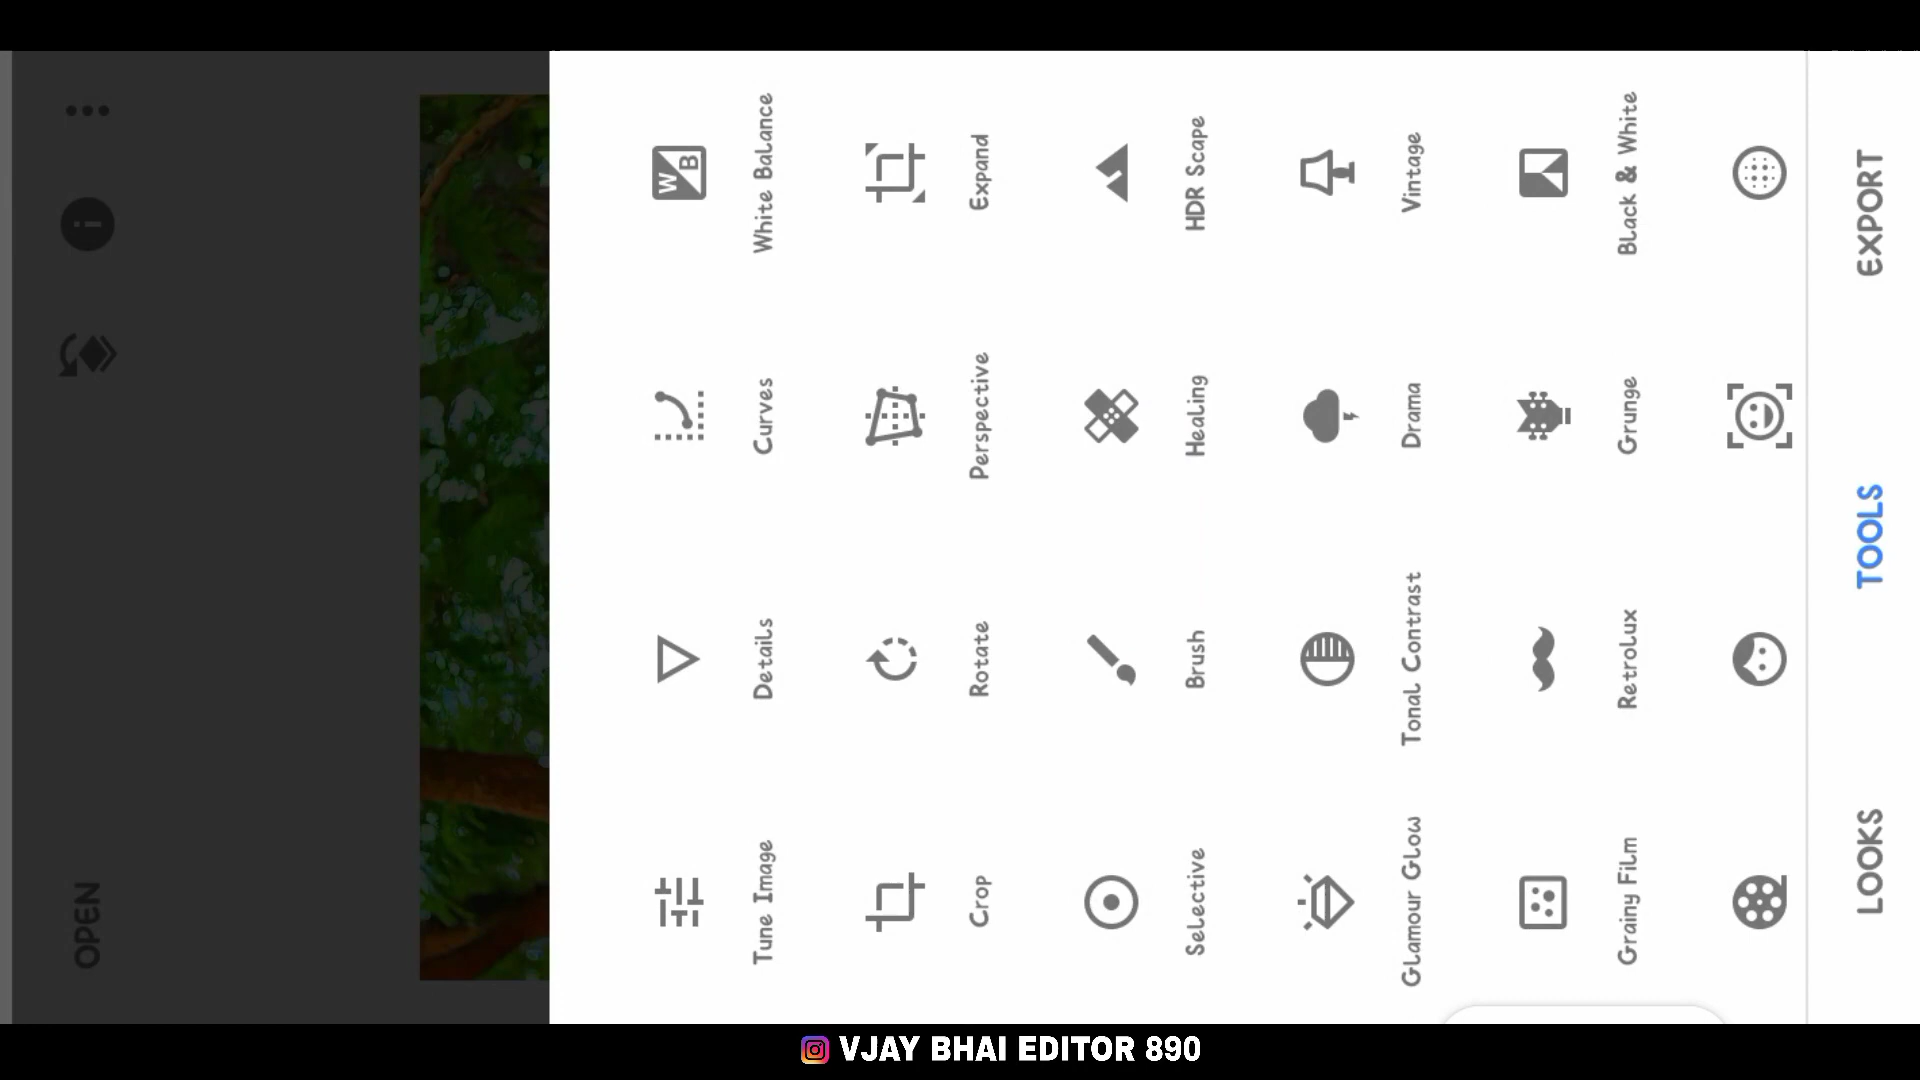 OPEN
Tune Image
Details
Curves
White Balance
WB
Crop
Rotate
Perspective
Expand
Selective
Brush
Healing
HDR Scape
Glamour Glow
Tonal Contrast
Drama
Vintage
Grainy Film
Retrolux
Grunge
Black & White
LOOKS
TOOLS
EXPORT
VJAY BHAI EDITOR 890